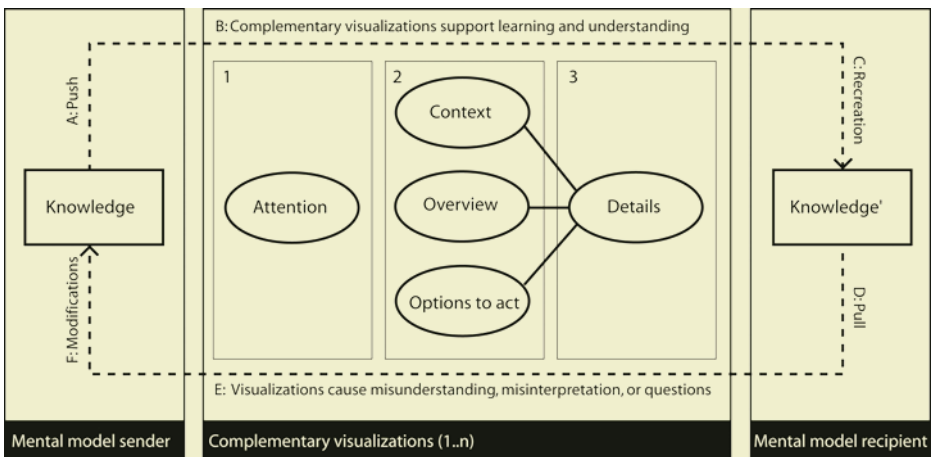 B: Complementary visualizations support learning and understanding
A: Push
1
2
3
C: Recreation
Context
Knowledge
Attention
Overview
Details
Knowledge'
Options to act
F: Modifications
D: Pull
E: Visualizations cause misunderstanding, misinterpretation, or questions
Mental model sender
Complementary visualizations (1..n)
Mental model recipient